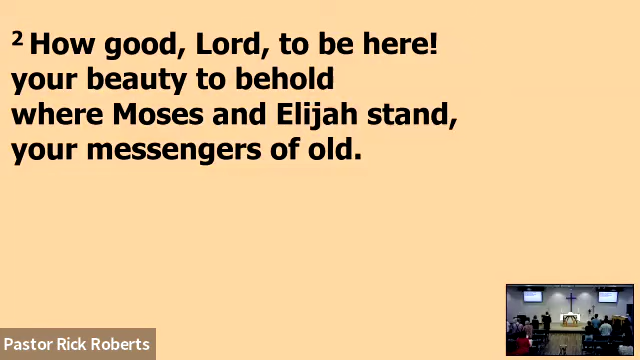 ² How good, Lord, to be here!
your beauty to behold
where Moses and Elijah stand,
your messengers of old.
Pastor Rick Roberts